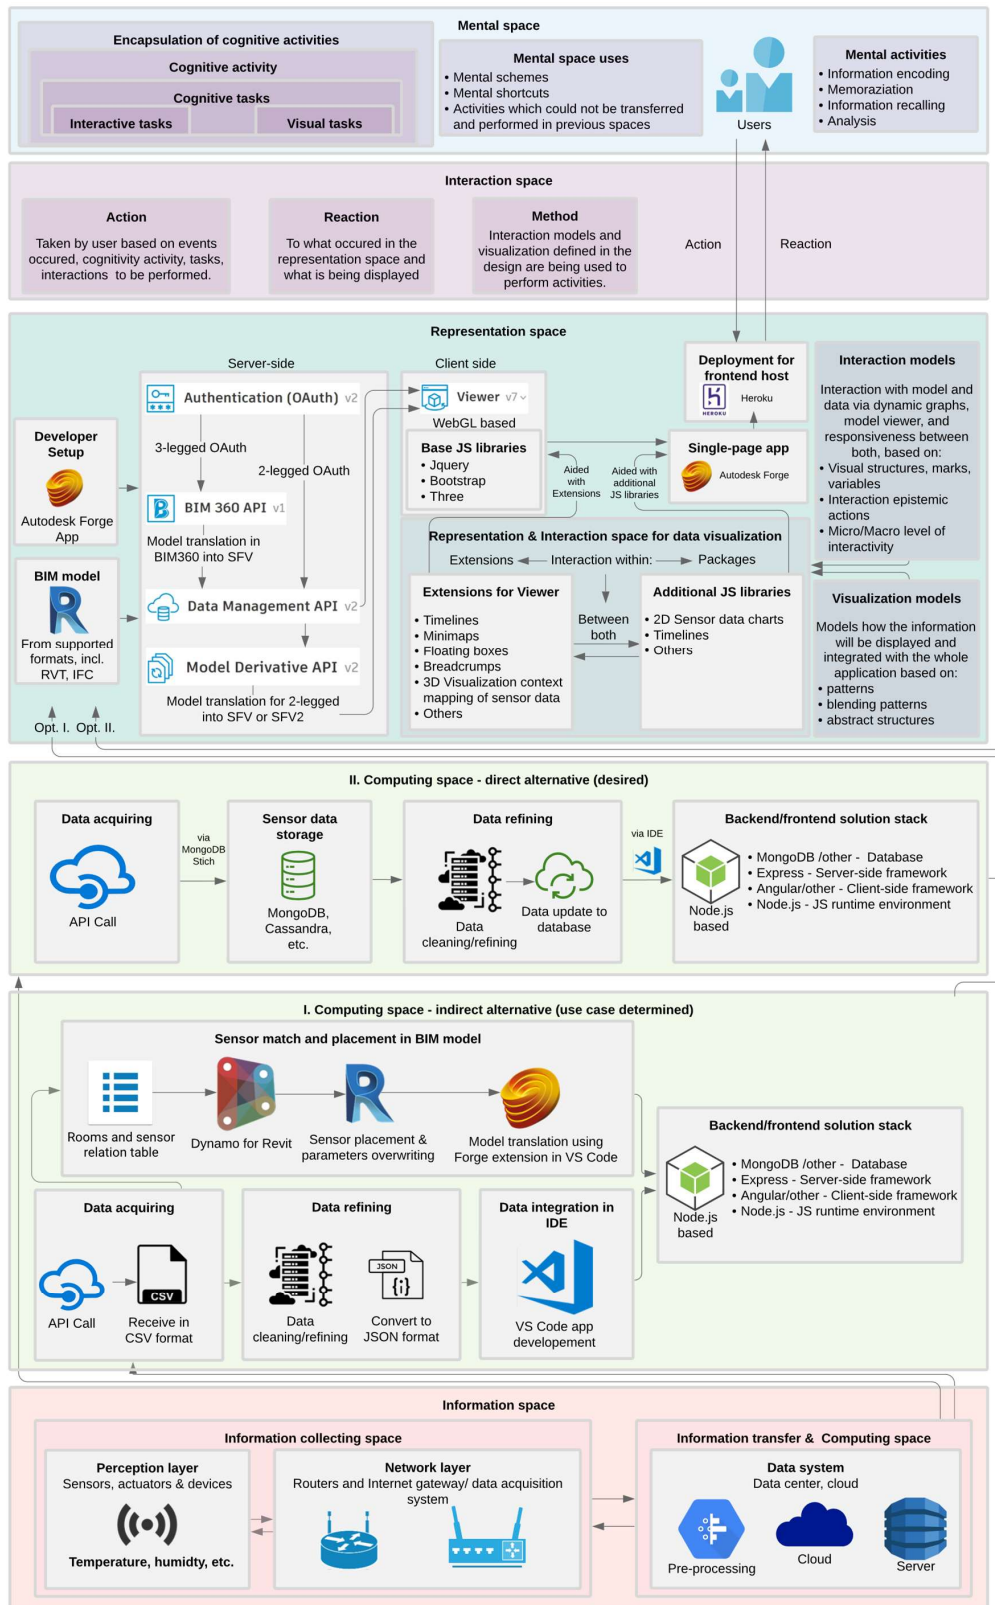 Mental space
Encapsulation of cognitive activities
Cognitive activity
Cognitive tasks
Interactive tasks
Visual tasks
Mental space uses
• Mental schemes
• Mental shortcuts
• Activities which could not be transferred
and performed in previous spaces
Users
Mental activities
• Information encoding
• Memoraziation
• Information recalling
• Analysis
Interaction space
Action
Taken by user based on events
occured, cognitivity activity, tasks,
interactions to be performed.
Reaction
To what occured in the
representation space and
what is being displayed
Method
Interaction models and
visualization defined in the
design are being used to
perform activities.
Action
Reaction
Representation space
Server-side
Client side
Developer
Setup
Autodesk Forge
App
BIM model
From supported
formats, incl.
RVT, IFC
Opt. I. Opt. II.
Authentication (OAuth) v2
3-legged OAuth
2-legged OAuth
BIM 360 API v1
Model translation in
BIM360 into SFV
Data Management API v2
Model Derivative API v2
Model translation for 2-legged
into SFV or SFV2
Viewer v7
WebGL based
Base JS libraries
• Jquery
• Bootstrap
• Three
Aided
with
Extensions
Aided with
additional
JS libraries
Deployment for
frontend host
HEROKU
Heroku
Single-page app
Autodesk Forge
Representation & Interaction space for data visualization
Extensions
Interaction within:
Packages
Extensions for Viewer
• Timelines
• Minimaps
• Floating boxes
• Breadcrumps
• 3D Visualization context
mapping of sensor data
• Others
Between
both
Additional JS libraries
• 2D Sensor data charts
• Timelines
• Others
Interaction models
Interaction with model and
data via dynamic graphs,
model viewer, and
responsiveness between
both, based on:
• Visual structures, marks,
variables
• Interaction epistemic
actions
• Micro/Macro level of
interactivity
Visualization models
Models how the information
will be displayed and
integrated with the whole
application based on:
• patterns
• blending patterns
• abstract structures
II. Computing space - direct alternative (desired)
Data acquiring
API Call
via
MongoDB
Stich
Sensor data
storage
MongoDB,
Cassandra,
etc.
Data refining
Data
cleaning/refining
Data update to
database
via IDE
Backend/frontend solution stack
Node.js
based
• MongoDB /other - Database
• Express - Server-side framework
• Angular/other - Client-side framework
• Node.js - JS runtime environment
I. Computing space - indirect alternative (use case determined)
Sensor match and placement in BIM model
Rooms and sensor
relation table
Dynamo for Revit
Sensor placement &
parameters overwriting
Model translation using
Forge extension in VS Code
Backend/frontend solution stack
Node.js
based
• MongoDB /other - Database
• Express - Server-side framework
• Angular/other - Client-side framework
• Node.js - JS runtime environment
Data acquiring
API Call
CSV
Receive in
CSV format
Data refining
Data
cleaning/refining
JSON
{i}
Convert to
JSON format
Data integration in
IDE
VS Code app
developement
Information space
Information collecting space
Perception layer
Sensors, actuators & devices
Temperature, humidity, etc.
Network layer
Routers and Internet gateway/ data acquisition
system
Information transfer & Computing space
Data system
Data center, cloud
Pre-processing
Cloud
Server